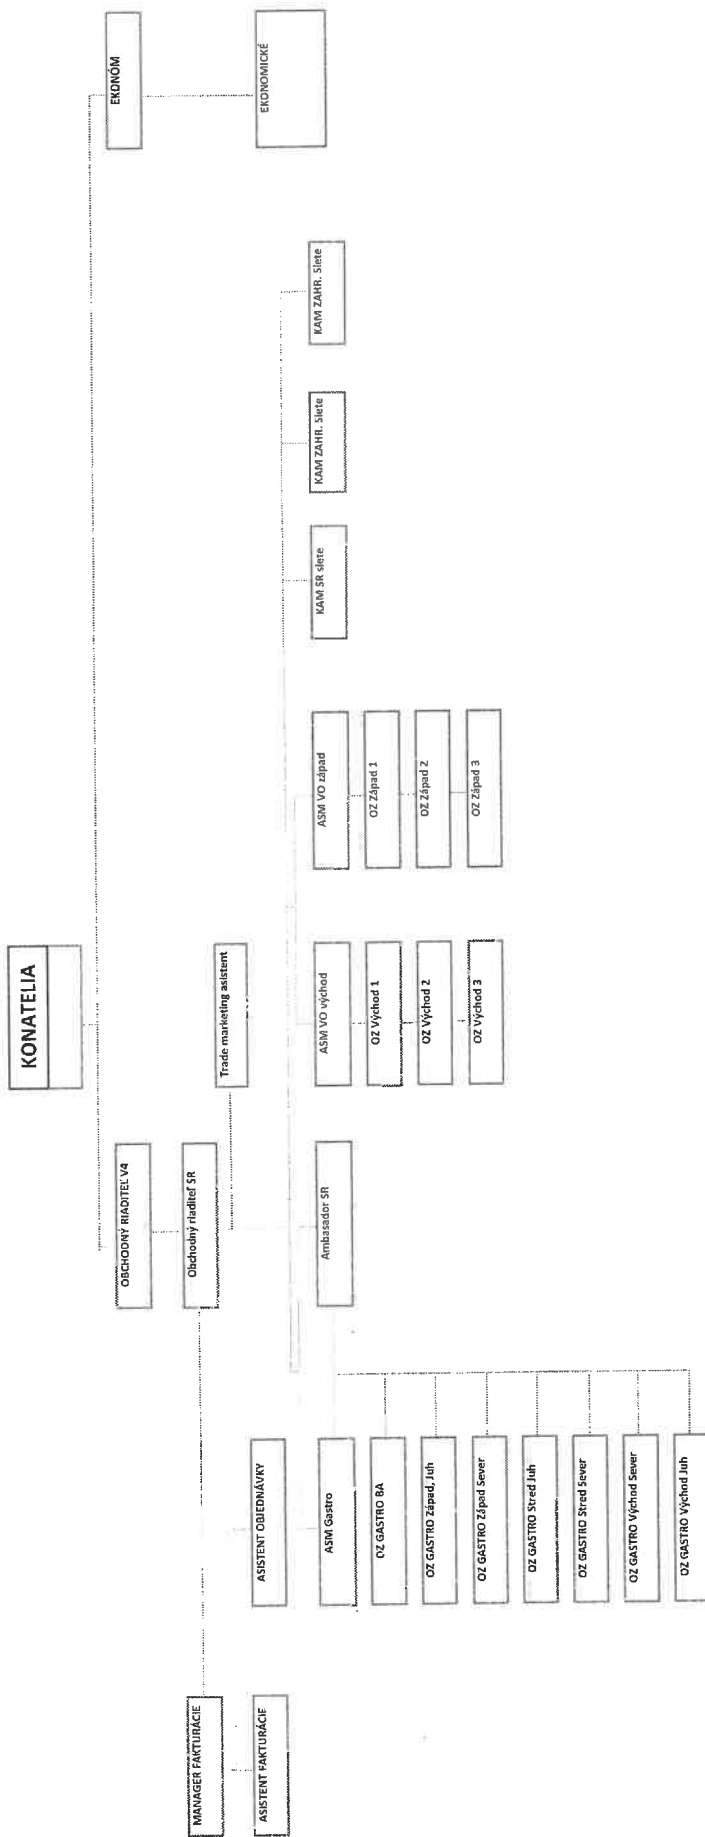 KONATELIA
EKONÓM
EKONOMICKÉ
OBCHODNÝ RIADITEĽ V4
Obchodný riaditeľ SR
Trade marketing asistent
MANAGER FAKTURÁCIE
ASISTENT FAKTURÁCIE
ASISTENT OBJEDNÁVKY
ASM Gastro
OZ GASTRO BA
OZ GASTRO Západ, Juh
OZ GASTRO Západ Sever
OZ GASTRO Stred Juh
OZ GASTRO Stred Sever
OZ GASTRO Východ Sever
OZ GASTRO Východ Juh
Ambasador SR
ASM VO východ
OZ Východ 1
OZ Východ 2
OZ Východ 3
ASM VO západ
OZ Západ 1
OZ Západ 2
OZ Západ 3
KAM SR siete
KAM ZAHR. Siete
KAM ZAHR. Siete